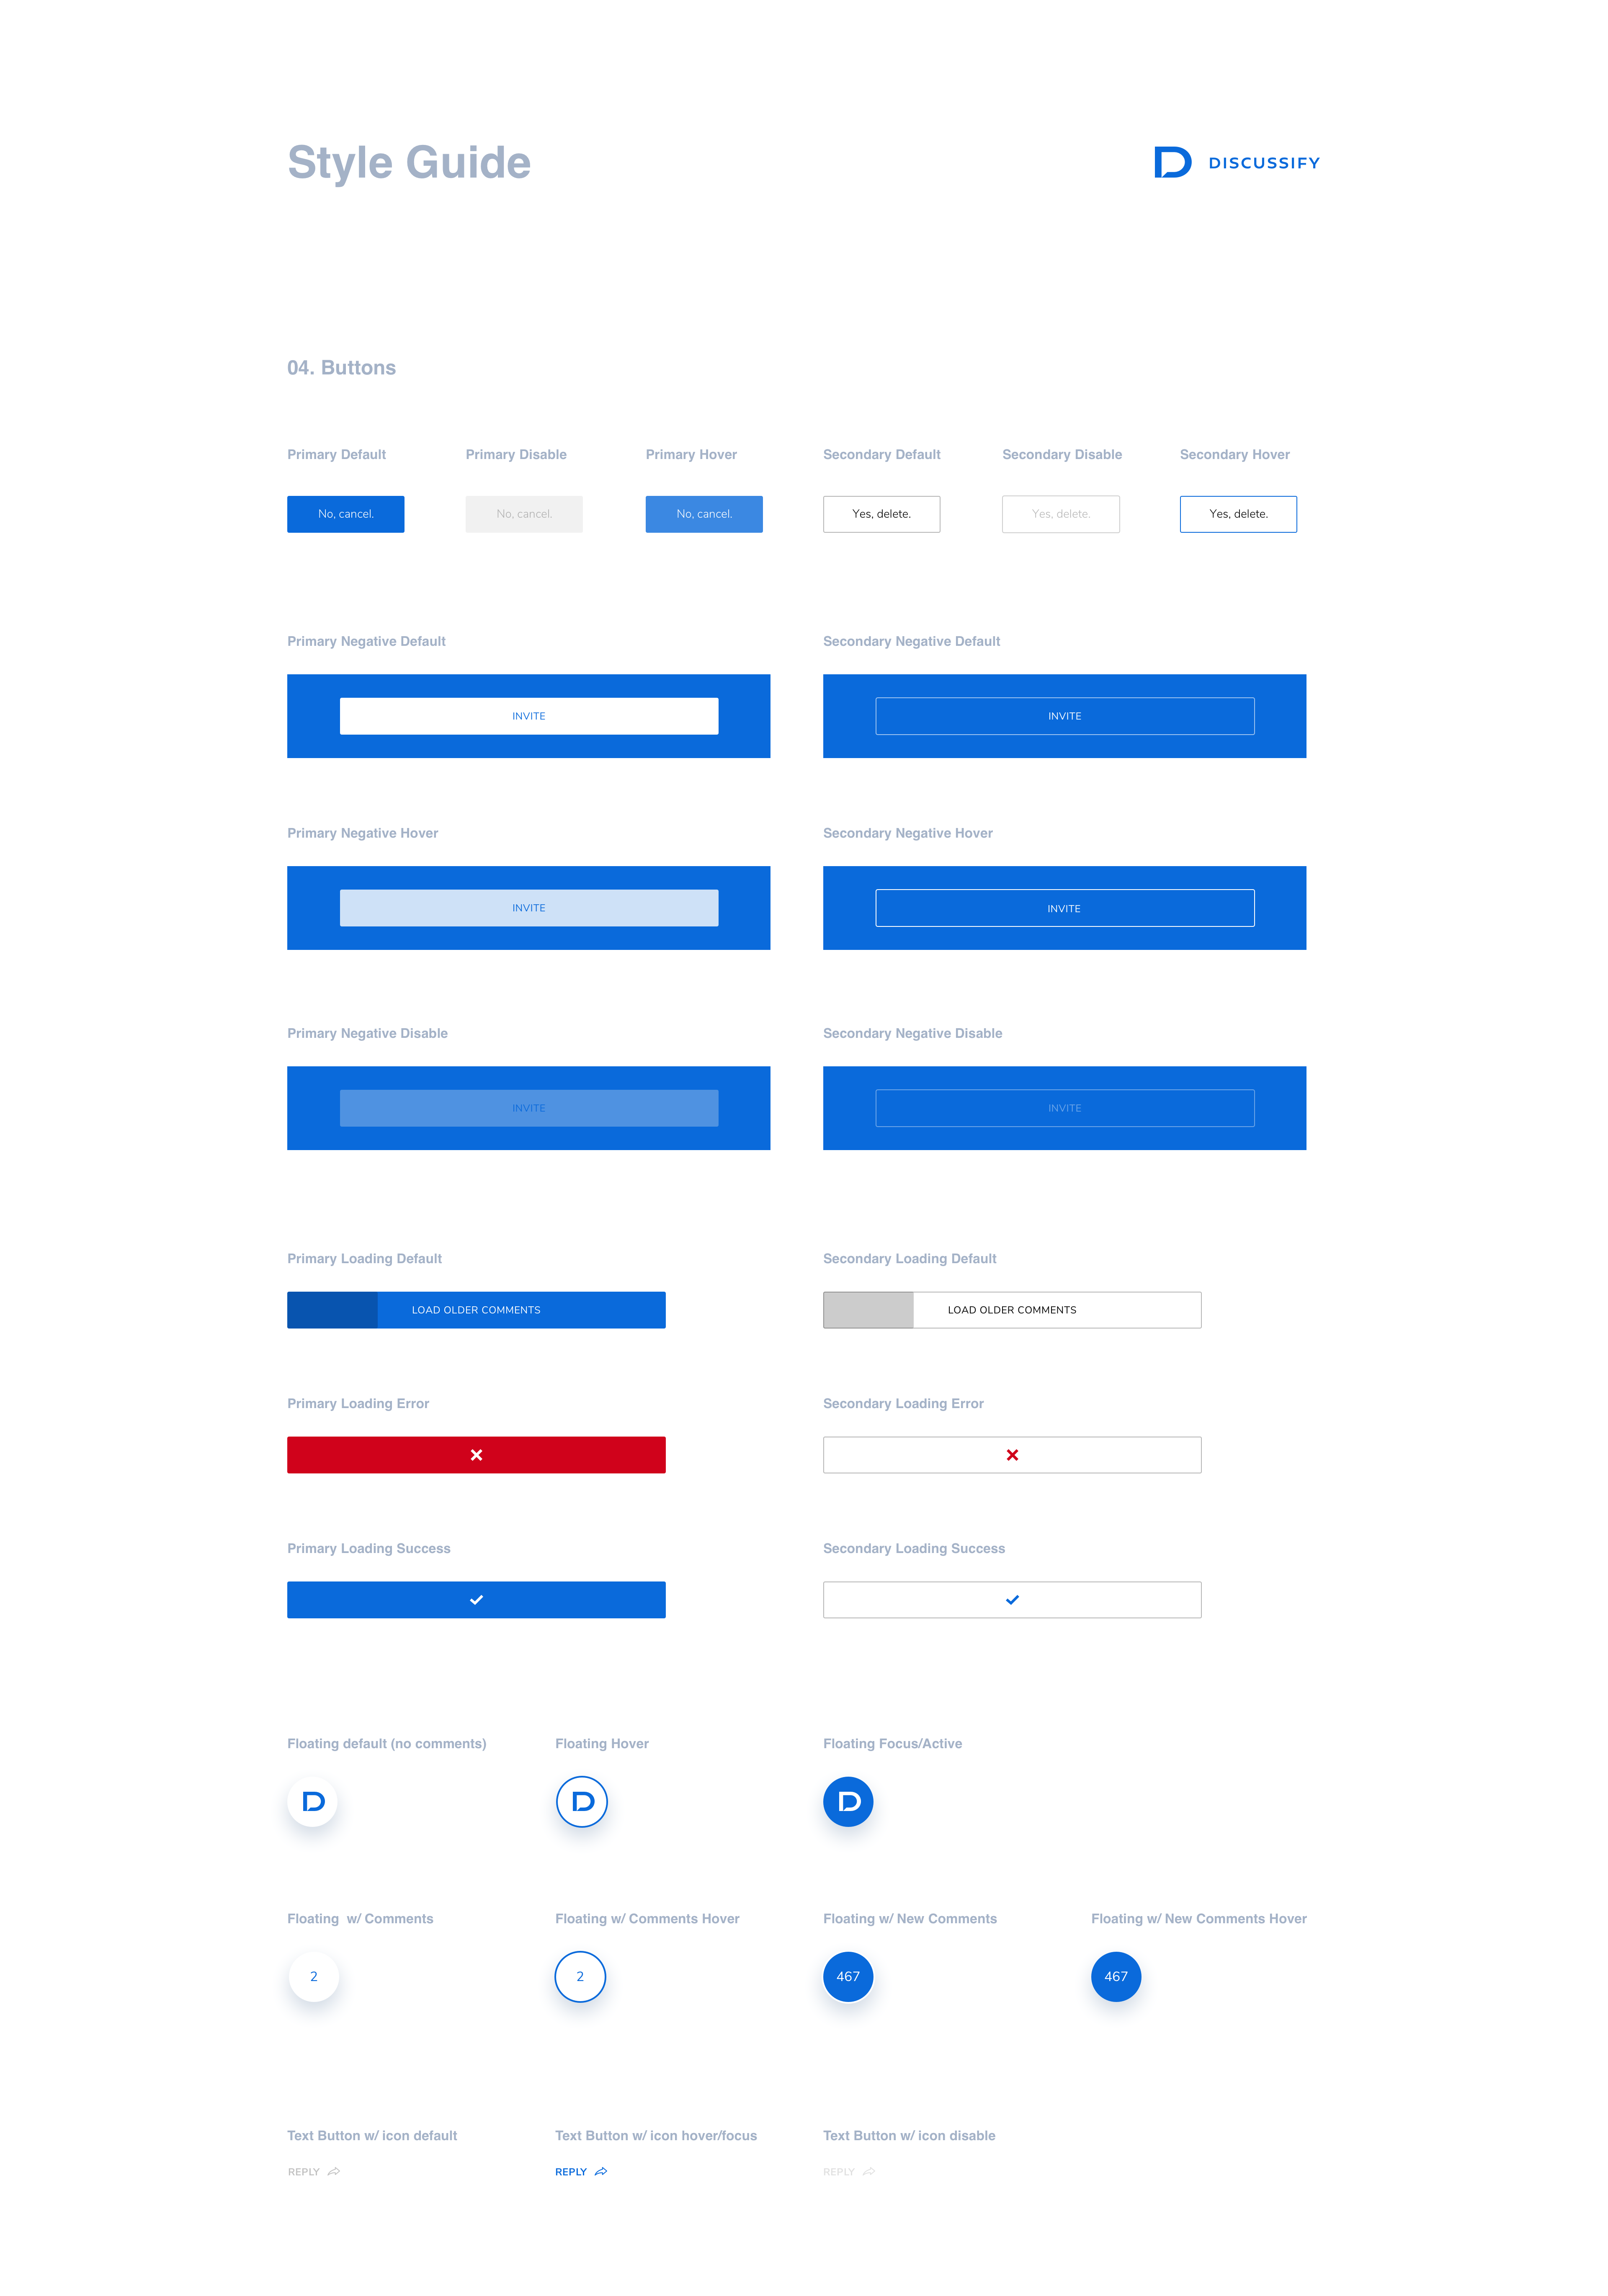 Style Guide
DISCUSSIFY
04. Buttons
Primary Default
Primary Disable
Primary Hover
Secondary Default
Secondary Disable
Secondary Hover
No, cancel.
No, cancel.
No, cancel.
Yes, delete.
Yes, delete.
Yes, delete.
Primary Negative Default
Secondary Negative Default
INVITE
INVITE
Primary Negative Hover
Secondary Negative Hover
INVITE
INVITE
Primary Negative Disable
Secondary Negative Disable
INVITE
INVITE
Primary Loading Default
Secondary Loading Default
LOAD OLDER COMMENTS
LOAD OLDER COMMENTS
Primary Loading Error
Secondary Loading Error
Primary Loading Success
Secondary Loading Success
Floating default (no comments)
Floating Hover
Floating Focus/Active
Floating w/ Comments
Floating w/ Comments Hover
Floating w/ New Comments
Floating w/ New Comments Hover
2
2
467
467
Text Button w/ icon default
Text Button w/ icon hover/focus
Text Button w/ icon disable
REPLY
REPLY
REPLY